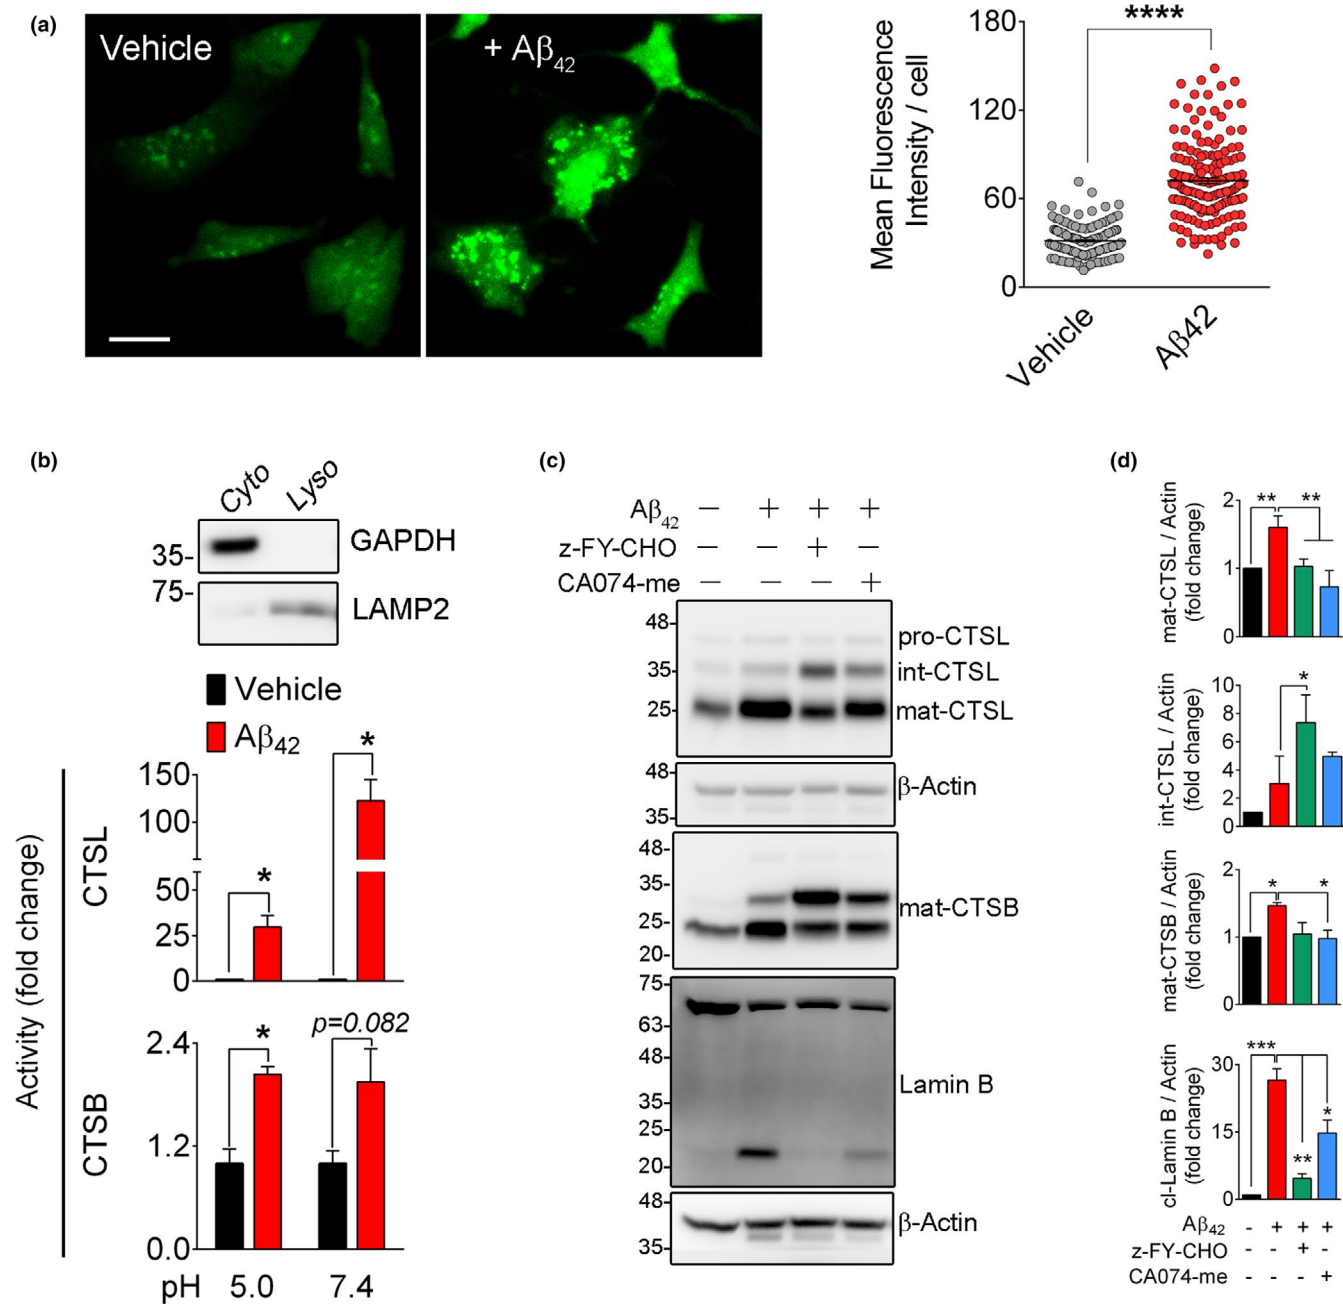 (a)
Vehicle
+ Aβ42
Mean Fluorescence
Intensity / cell
180
120
60
0
****
Vehicle
Aβ42
(b)
Cyto Lyso
35- GAPDH
75- LAMP2
Vehicle
Aβ42
Activity (fold change)
CTSL
150
100
50
25
0
* *
CTSB
2.4
1.2
0.0
* p=0.082
pH 5.0 7.4
(c)
Aβ42 − + + +
z-FY-CHO − − + −
CA074-me − − − +
48- pro-CTSL
35- int-CTSL
25- mat-CTSL
48- β-Actin
35-
48-
35- mat-CTSB
25-
20-
75-
63-
48- Lamin B
35-
25-
20-
48- β-Actin
35-
(d)
mat-CTSL / Actin
(fold change)
2
1
0
** **
int-CTSL / Actin
(fold change)
10
8
6
4
2
0
*
mat-CTSB / Actin
(fold change)
2
1
0
* *
cl-Lamin B / Actin
(fold change)
30
15
0
*** ** *
Aβ42 - + + +
z-FY-CHO - - + -
CA074-me - - - +